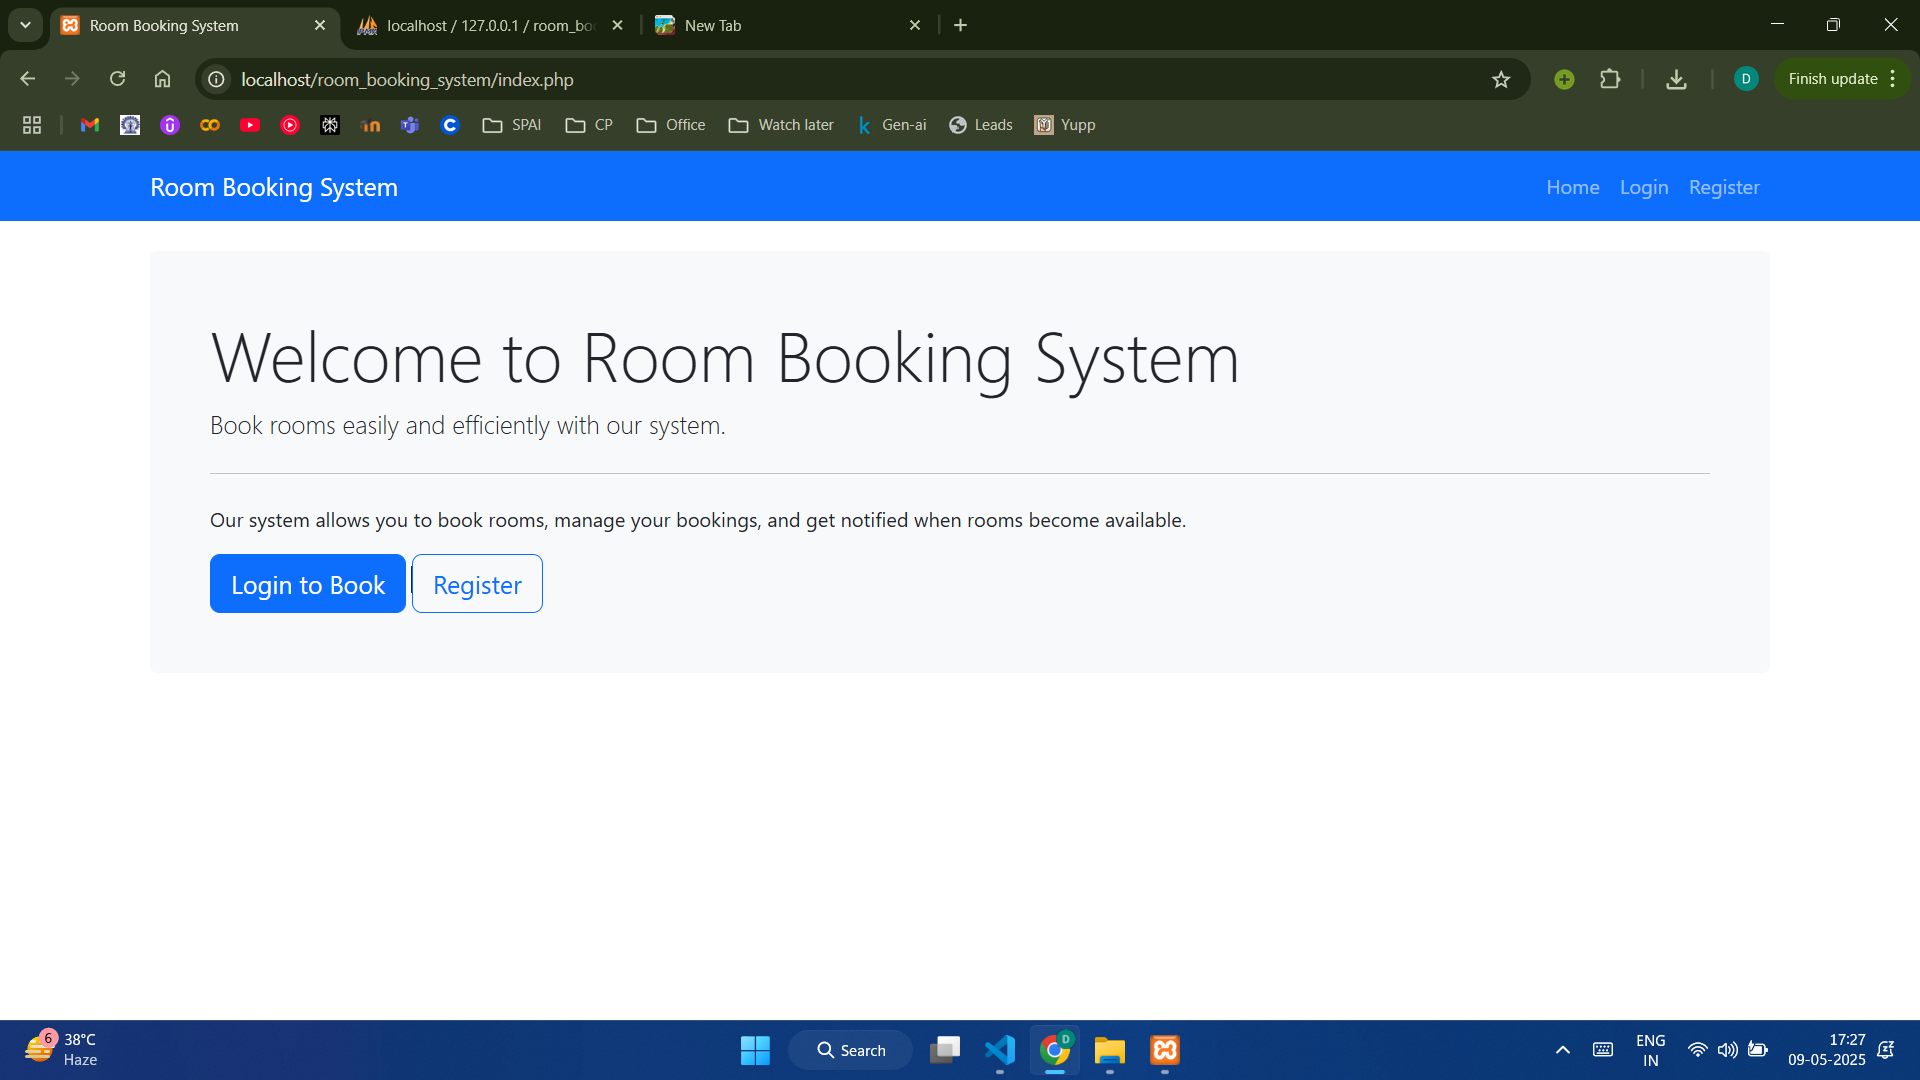 Room Booking System
localhost / 127.0.0.1 / room_boo
New Tab
localhost/room_booking_system/index.php
D
Finish update
SPAI
CP
Office
Watch later
Gen-ai
Leads
Yupp
Room Booking System
Home Login Register
Welcome to Room Booking System
Book rooms easily and efficiently with our system.
Our system allows you to book rooms, manage your bookings, and get notified when rooms become available.
Login to Book
Register
6
38°C
Haze
Search
D
ENG
IN
17:27
09-05-2025